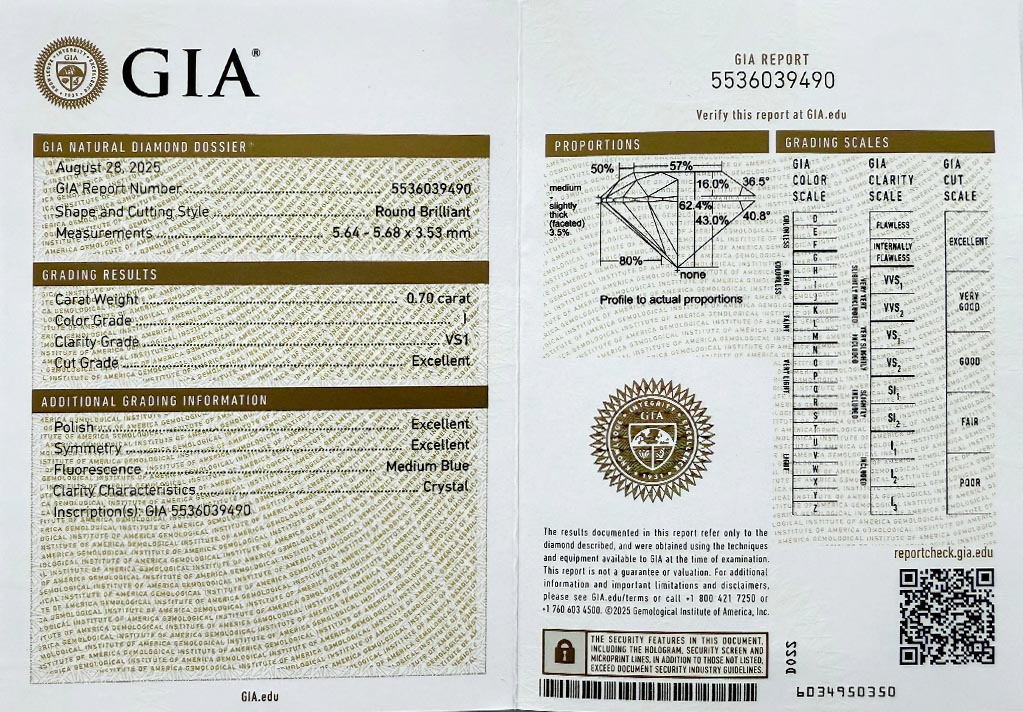 GIA®
GIA NATURAL DIAMOND DOSSIER®
August 28, 2025
GIA Report Number 5536039490
Shape and Cutting Style Round Brilliant
Measurements 5.64 - 5.68 x 3.53 mm
GRADING RESULTS
Carat Weight 0.70 carat
Color Grade I
Clarity Grade VS1
Cut Grade Excellent
ADDITIONAL GRADING INFORMATION
Polish Excellent
Symmetry Excellent
Fluorescence Medium Blue
Clarity Characteristics Crystal
Inscription(s): GIA 5536039490
GIA.edu
GIA REPORT
5536039490
Verify this report at GIA.edu
PROPORTIONS
50%
57%
16.0%
36.5°
medium
-
slightly
thick
(faceted)
3.5%
62.4%
43.0%
40.8°
80%
none
Profile to actual proportions
GIA
The results documented in this report refer only to the
diamond described, and were obtained using the techniques
and equipment available to GIA at the time of examination.
This report is not a guarantee or valuation. For additional
information and important limitations and disclaimers,
please see GIA.edu/terms or call +1 800 421 7250 or
+1 760 603 4500. ©2025 Gemological Institute of America, Inc.
THE SECURITY FEATURES IN THIS DOCUMENT,
INCLUDING THE HOLOGRAM, SECURITY SCREEN AND
MICROPRINT LINES, IN ADDITION TO THOSE NOT LISTED,
EXCEED DOCUMENT SECURITY INDUSTRY GUIDELINES.
GRADING SCALES
GIA
COLOR
SCALE
COLORLESS
D
E
F
NEAR COLORLESS
G
H
I
J
FAINT
K
L
M
VERY LIGHT
N
O
P
Q
R
LIGHT
S
T
U
V
W
X
Y
Z
GIA
CLARITY
SCALE
FLAWLESS
INTERNALLY
FLAWLESS
VERY VERY SLIGHTLY INCLUDED
VVS1
VVS2
VERY SLIGHTLY INCLUDED
VS1
VS2
SLIGHTLY INCLUDED
SI1
SI2
INCLUDED
I1
I2
I3
GIA
CUT
SCALE
EXCELLENT
VERY
GOOD
GOOD
FAIR
POOR
reportcheck.gia.edu
D022
6034950350